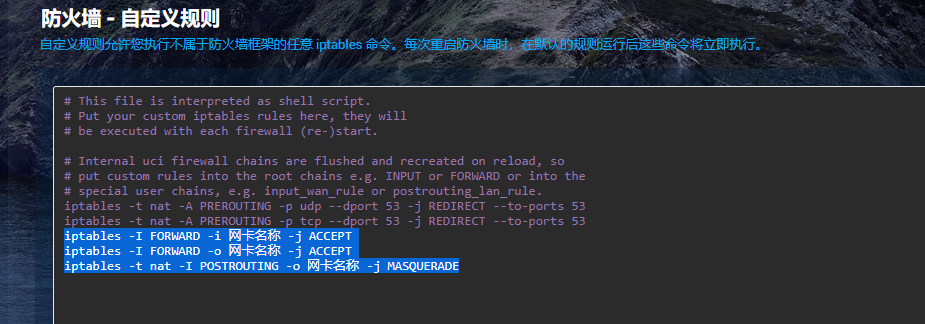 防火墙 - 自定义规则
自定义规则允许您执行不属于防火墙框架的任意 iptables 命令。每次重启防火墙时，在默认的规则运行后这些命令将立即执行。
# This file is interpreted as shell script.
# Put your custom iptables rules here, they will
# be executed with each firewall (re-)start.
# Internal uci firewall chains are flushed and recreated on reload, so
# put custom rules into the root chains e.g. INPUT or FORWARD or into the
# special user chains, e.g. input_wan_rule or postrouting_lan_rule.
iptables -t nat -A PREROUTING -p udp --dport 53 -j REDIRECT --to-ports 53
iptables -t nat -A PREROUTING -p tcp --dport 53 -j REDIRECT --to-ports 53
iptables -I FORWARD -i 网卡名称 -j ACCEPT
iptables -I FORWARD -o 网卡名称 -j ACCEPT
iptables -t nat -I POSTROUTING -o 网卡名称 -j MASQUERADE